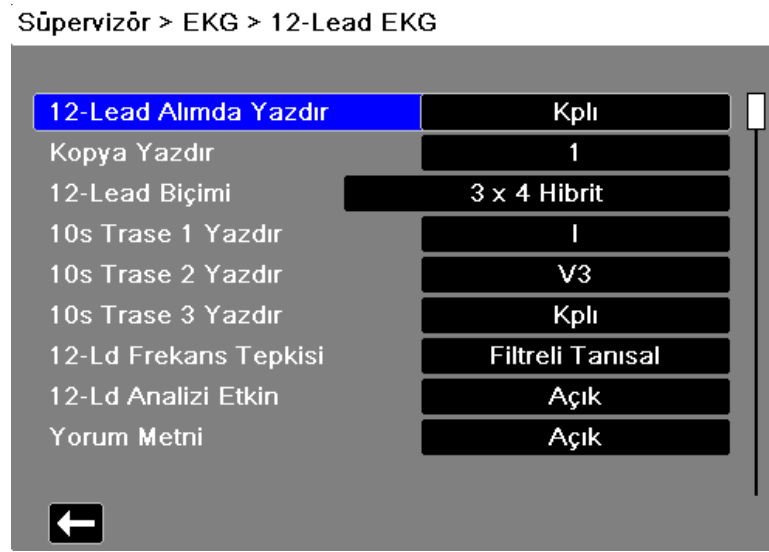 Süpervizör > EKG > 12-Lead EKG
12-Lead Alımda Yazdır Kplı
Kopya Yazdır 1
12-Lead Biçimi 3 x 4 Hibrit
10s Trase 1 Yazdır I
10s Trase 2 Yazdır V3
10s Trase 3 Yazdır Kplı
12-Ld Frekans Tepkisi Filtreli Tanısal
12-Ld Analizi Etkin Açık
Yorum Metni Açık